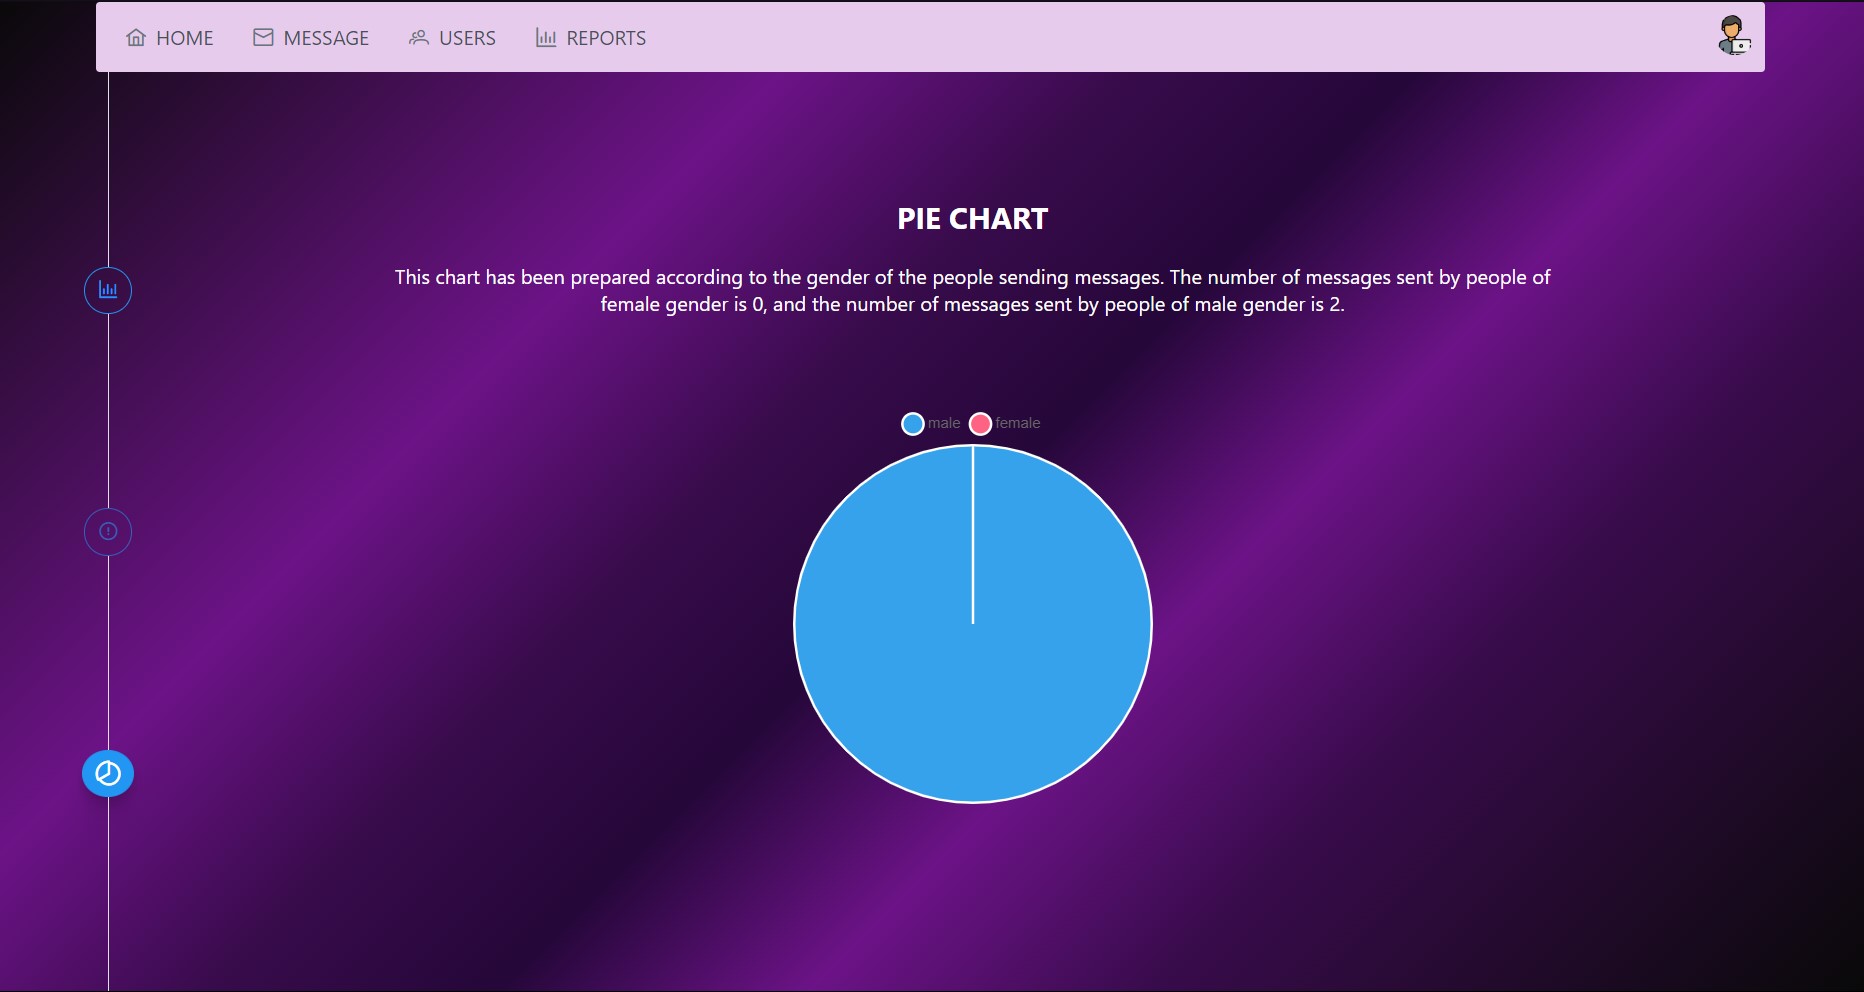 HOME MESSAGE USERS REPORTS
PIE CHART
This chart has been prepared according to the gender of the people sending messages. The number of messages sent by people of
female gender is 0, and the number of messages sent by people of male gender is 2.
male female